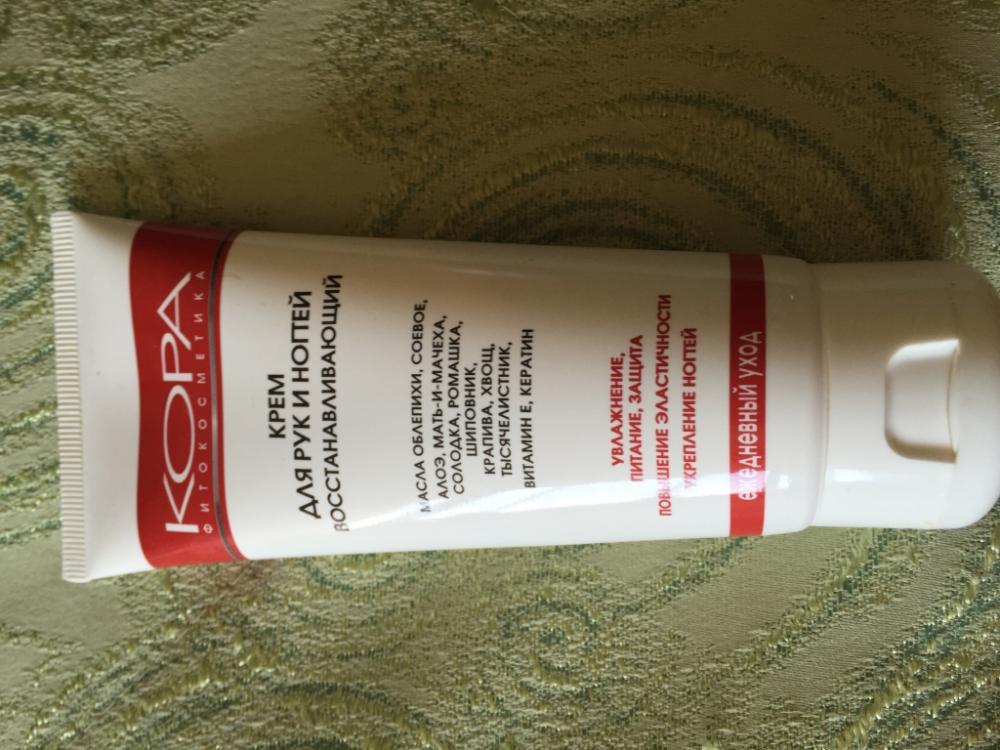 КОРА
ФИТОКОСМЕТИКА
КРЕМ
ДЛЯ РУК И НОГТЕЙ
ВОССТАНАВЛИВАЮЩИЙ
МАСЛА ОБЛЕПИХИ, СОЕВОЕ,
АЛОЭ, МАТЬ-И-МАЧЕХА,
СОЛОДКА, РОМАШКА,
ШИПОВНИК,
КРАПИВА, ХВОЩ,
ТЫСЯЧЕЛИСТНИК,
ВИТАМИН Е, КЕРАТИН
УВЛАЖНЕНИЕ,
ПИТАНИЕ, ЗАЩИТА
ПОВЫШЕНИЕ ЭЛАСТИЧНОСТИ
УКРЕПЛЕНИЕ НОГТЕЙ
ежедневный уход